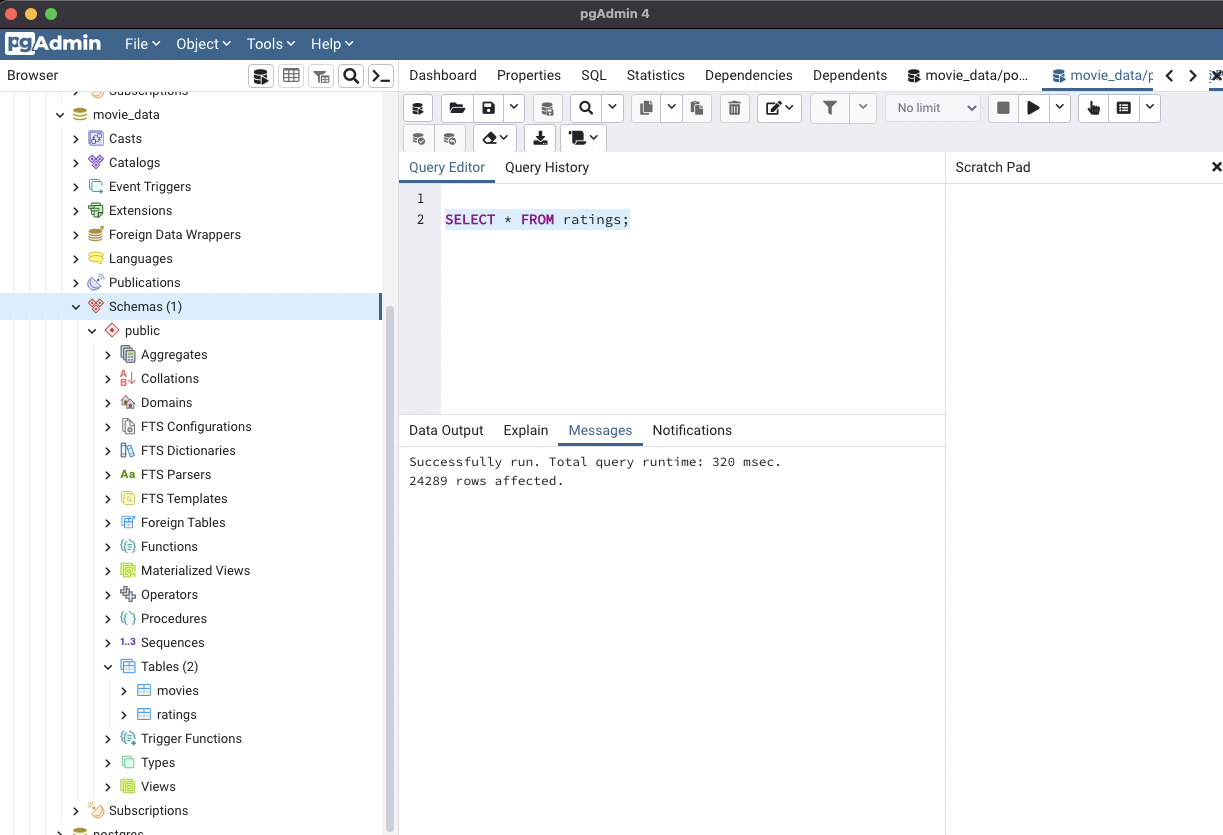 pgAdmin 4
pgAdmin File Object Tools Help
Browser
Dashboard Properties SQL Statistics Dependencies Dependents movie_data/po... movie_data/p
Subscriptions
movie_data
Casts
Catalogs
Event Triggers
Extensions
Foreign Data Wrappers
Languages
Publications
Schemas (1)
public
Aggregates
Collations
Domains
FTS Configurations
FTS Dictionaries
Aa FTS Parsers
FTS Templates
Foreign Tables
Functions
Materialized Views
Operators
Procedures
1..3 Sequences
Tables (2)
movies
ratings
Trigger Functions
Types
Views
Subscriptions
postgres
No limit
Query Editor Query History
Scratch Pad
1
2 SELECT * FROM ratings;
Data Output Explain Messages Notifications
Successfully run. Total query runtime: 320 msec.
24289 rows affected.